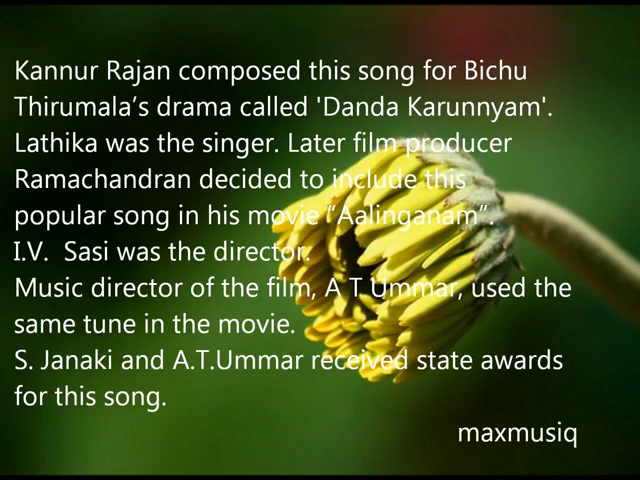 Kannur Rajan composed this song for Bichu
Thirumala’s drama called 'Danda Karunnyam'.
Lathika was the singer. Later film producer
Ramachandran decided to include this
popular song in his movie “Aalinganam”.
I.V.  Sasi was the director.
Music director of the film, A T Ummar, used the
same tune in the movie.
S. Janaki and A.T.Ummar received state awards
for this song.
maxmusiq